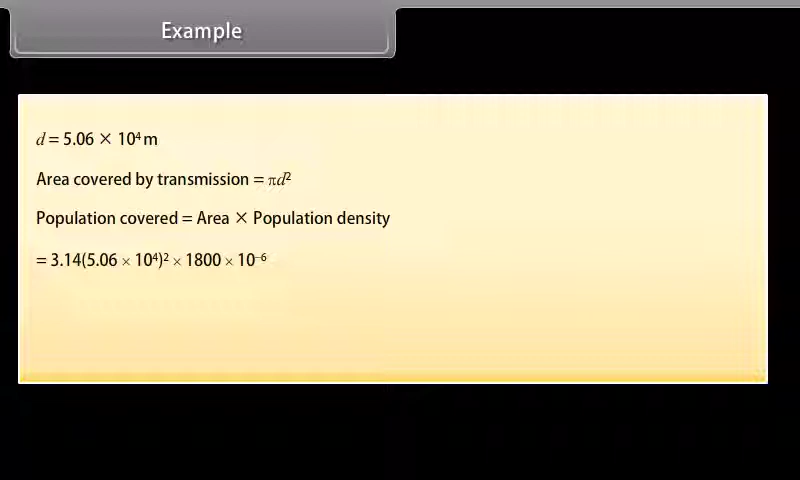 Example
d = 5.06 × 10⁴ m
Area covered by transmission = πd²
Population covered = Area × Population density
= 3.14(5.06 × 10⁴)² × 1800 × 10⁻⁶